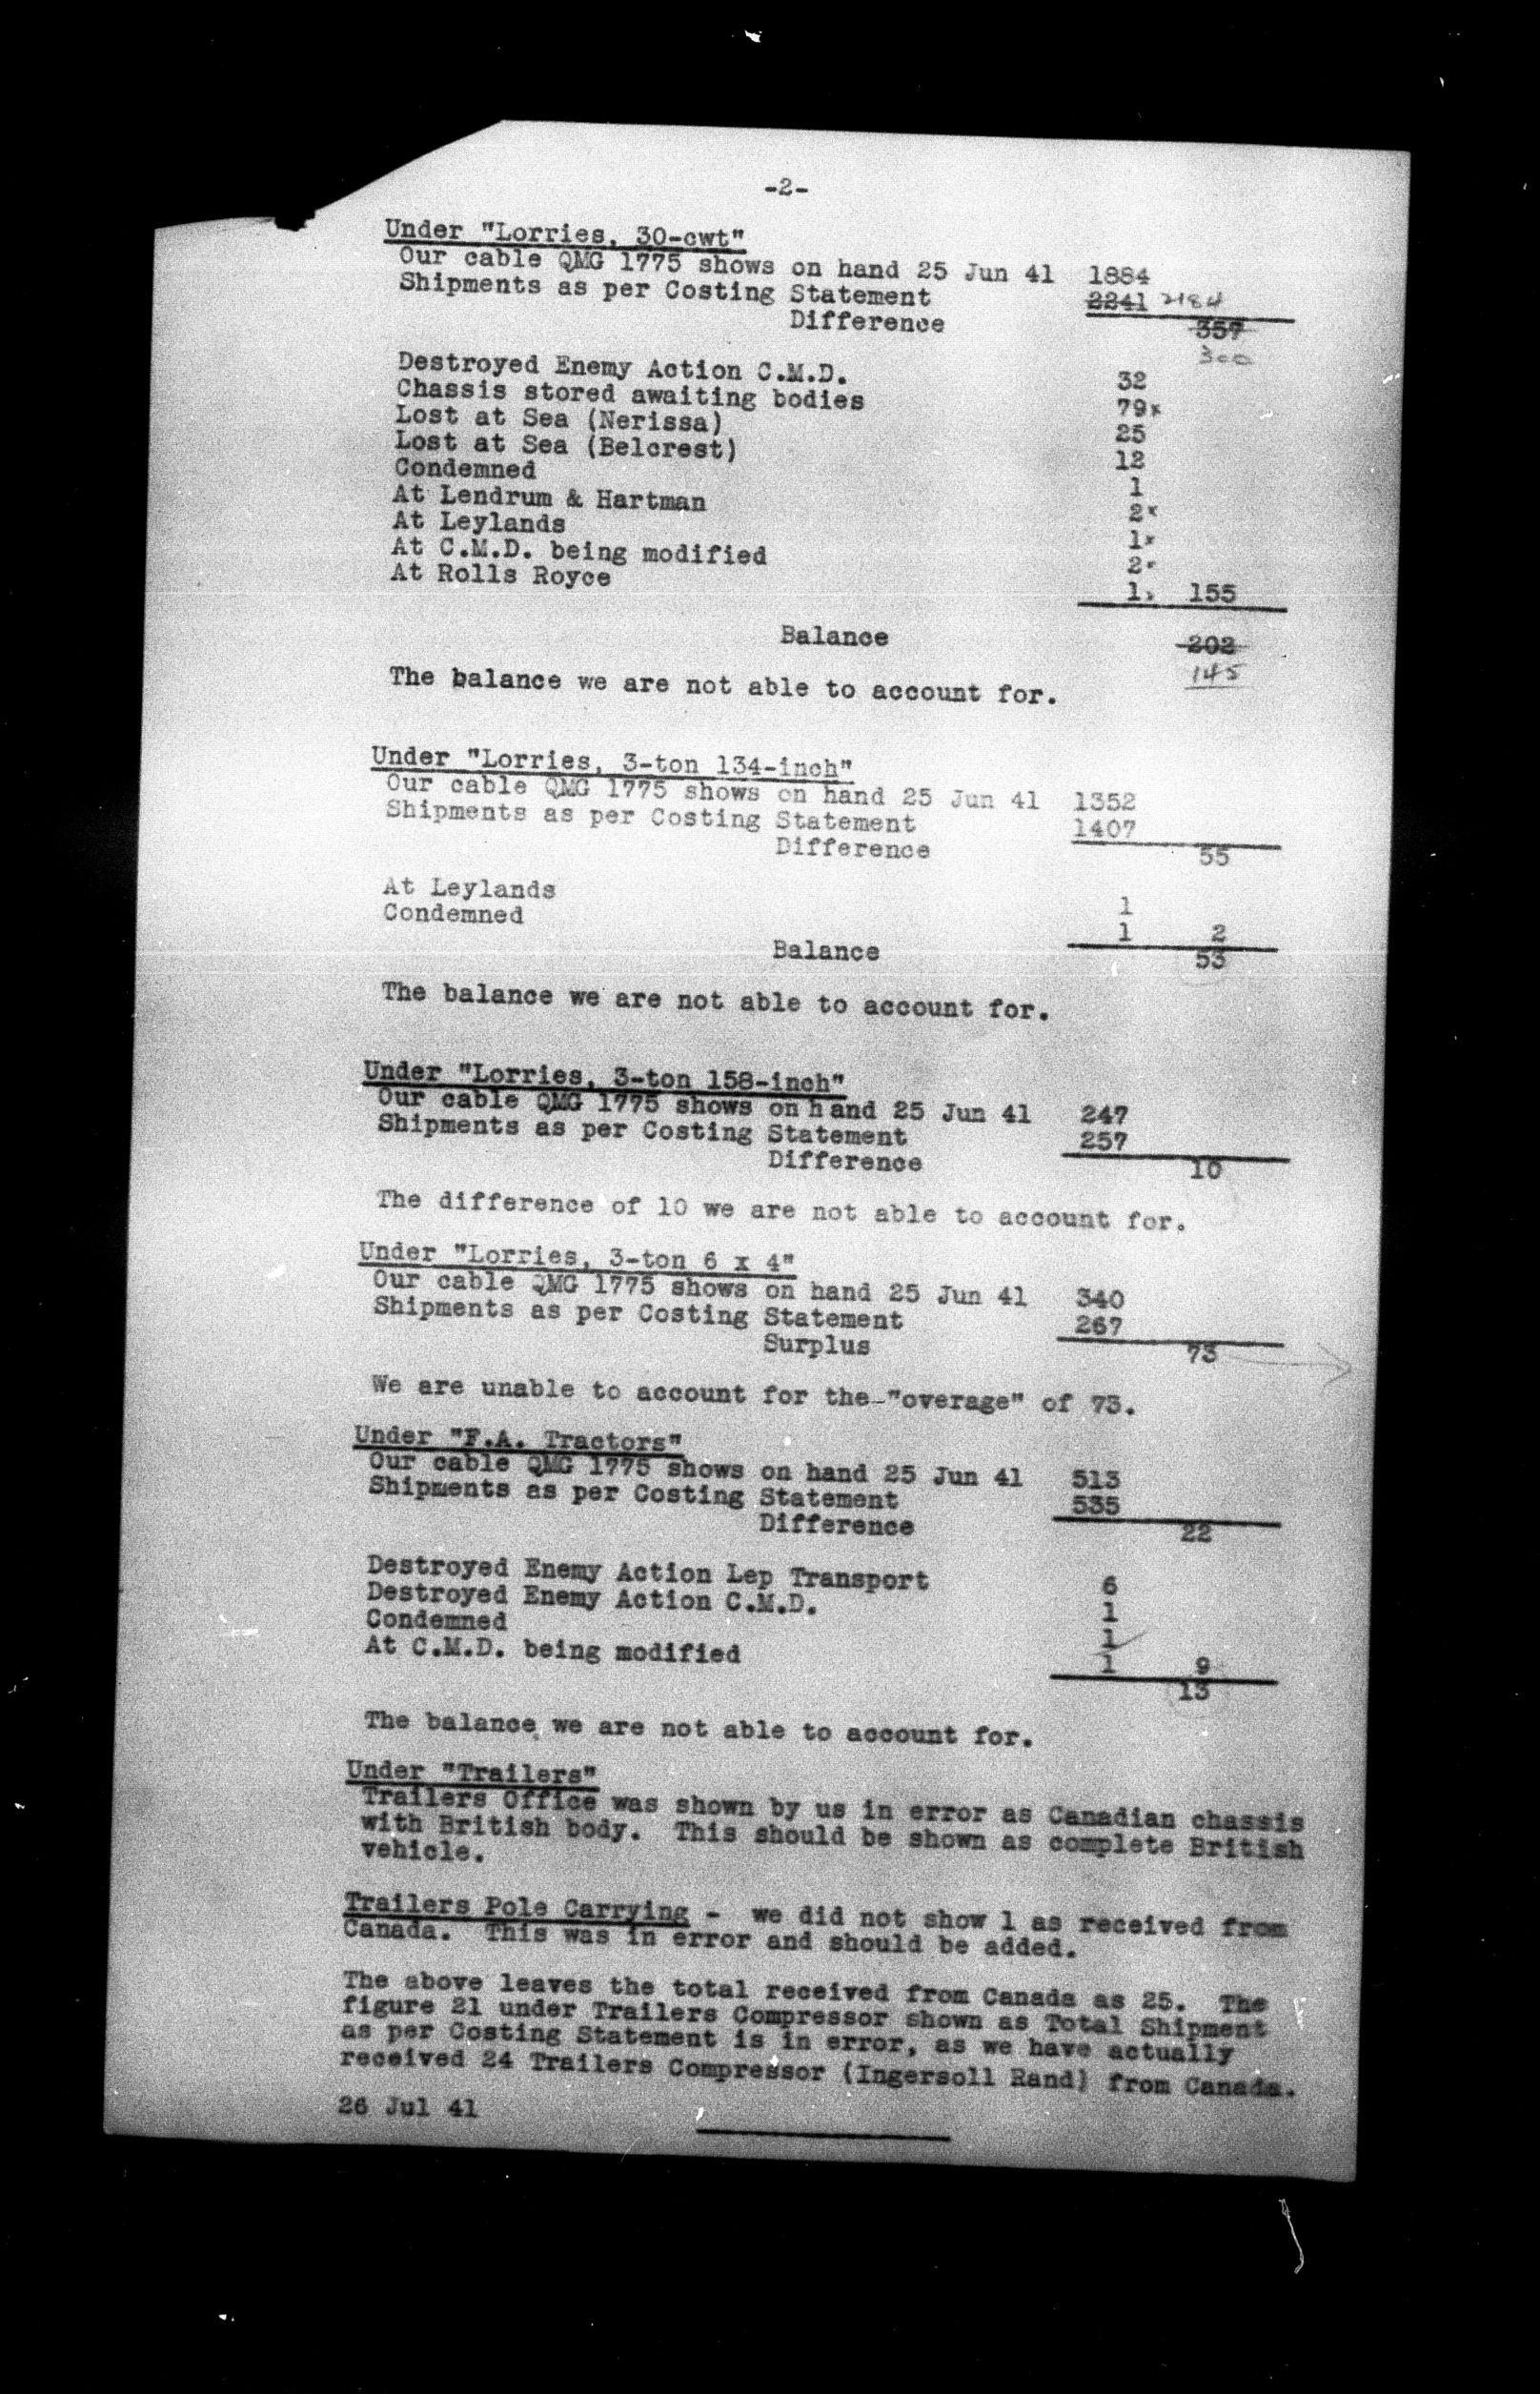 -2-
Under "Lorries, 30-cwt"
Our cable QMG 1775 shows on hand 25 Jun 41 1884
Shipments as per Costing Statement 2241 2184
Difference 357
300
Destroyed Enemy Action C.M.D. 32
Chassis stored awaiting bodies 79x
Lost at Sea (Nerissa) 25
Lost at Sea (Belcrest) 12
Condemned 1
At Lendrum & Hartman 2x
At Leylands 1x
At C.M.D. being modified 2x
At Rolls Royce 1x 155
Balance 202
145
The balance we are not able to account for.
Under "Lorries, 3-ton 134-inch"
Our cable QMG 1775 shows on hand 25 Jun 41 1352
Shipments as per Costing Statement 1407
Difference 55
At Leylands 1
Condemned 1 2
Balance 53
The balance we are not able to account for.
Under "Lorries, 3-ton 158-inch"
Our cable QMG 1775 shows on hand 25 Jun 41 247
Shipments as per Costing Statement 257
Difference 10
The difference of 10 we are not able to account for.
Under "Lorries, 3-ton 6 x 4"
Our cable QMG 1775 shows on hand 25 Jun 41 340
Shipments as per Costing Statement 267
Surplus 73
We are unable to account for the "overage" of 73.
Under "F.A. Tractors"
Our cable QMG 1775 shows on hand 25 Jun 41 513
Shipments as per Costing Statement 535
Difference 22
Destroyed Enemy Action Lep Transport 6
Destroyed Enemy Action C.M.D. 1
Condemned 1
At C.M.D. being modified 1 9
13
The balance we are not able to account for.
Under "Trailers"
Trailers Office was shown by us in error as Canadian chassis
with British body. This should be shown as complete British
vehicle.
Trailers Pole Carrying - we did not show 1 as received from
Canada. This was in error and should be added.
The above leaves the total received from Canada as 25. The
figure 21 under Trailers Compressor shown as Total Shipment
as per Costing Statement is in error, as we have actually
received 24 Trailers Compressor (Ingersoll Rand) from Canada.
26 Jul 41